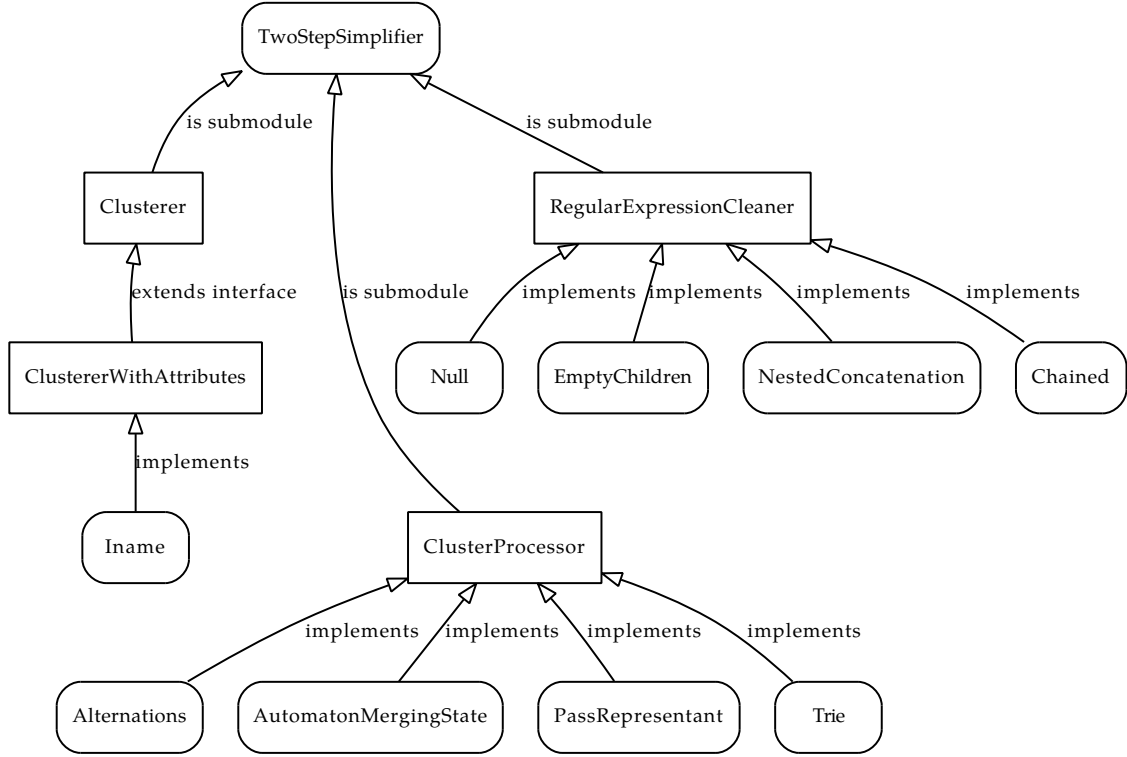 TwoStepSimplifier
is submodule
is submodule
Clusterer
RegularExpressionCleaner
extends interface
is submodule
implements
implements
implements
implements
ClustererWithAttributes
Null
EmptyChildren
NestedConcatenation
Chained
implements
Iname
ClusterProcessor
implements
implements
implements
implements
Alternations
AutomatonMergingState
PassRepresentant
Trie